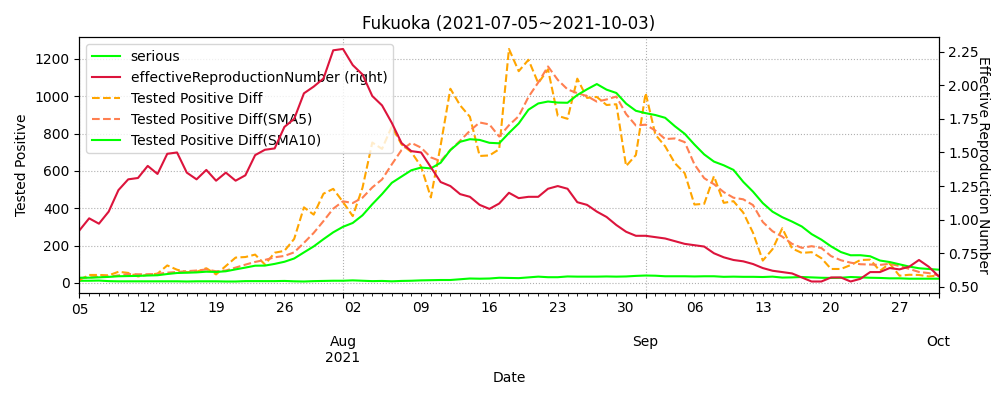 Fukuoka (2021-07-05~2021-10-03)
serious
effectiveReproductionNumber (right)
Tested Positive Diff
Tested Positive Diff(SMA5)
Tested Positive Diff(SMA10)
Tested Positive
1200
1000
800
600
400
200
0
2.25
2.00
1.75
1.50
1.25
1.00
0.75
0.50
Effective Reproduction Number
05 12 19 26 02 09 16 23 30 06 13 20 27
Aug Sep Oct
2021
Date